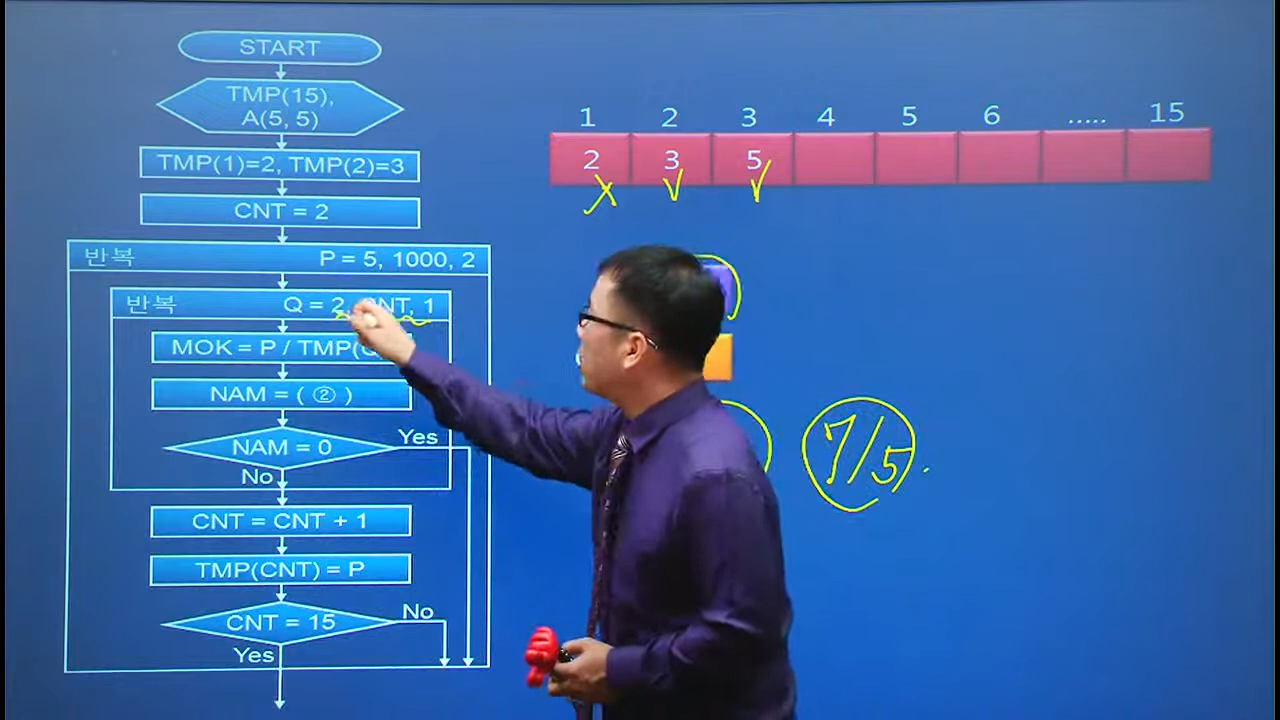 START
TMP(15),
A(5, 5)
TMP(1)=2, TMP(2)=3
CNT = 2
반복 P = 5, 1000, 2
반복 Q = 2, CNT, 1
MOK = P / TMP(
NAM = ( ② )
NAM = 0
Yes
No
CNT = CNT + 1
TMP(CNT) = P
CNT = 15
No
Yes
1 2 3 4 5 6 ..... 15
2 3 5
7/5.